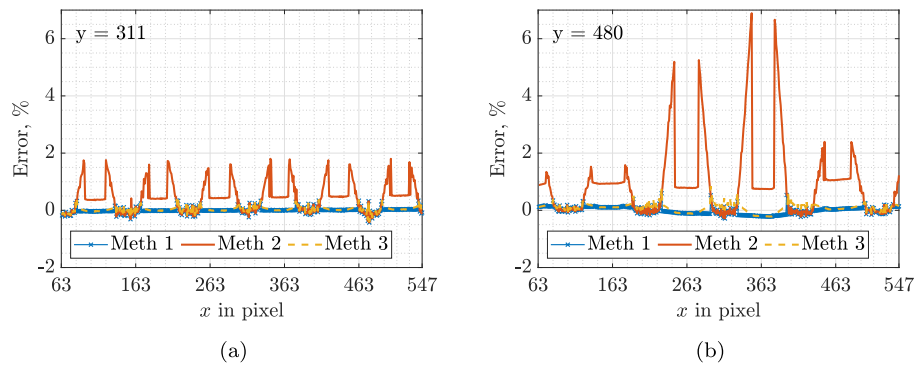 y = 311
6
4
2
0
-2
Error, %
Meth 1 Meth 2 Meth 3
63 163 263 363 463 547
x in pixel
(a)
y = 480
6
4
2
0
-2
Error, %
Meth 1 Meth 2 Meth 3
63 163 263 363 463 547
x in pixel
(b)